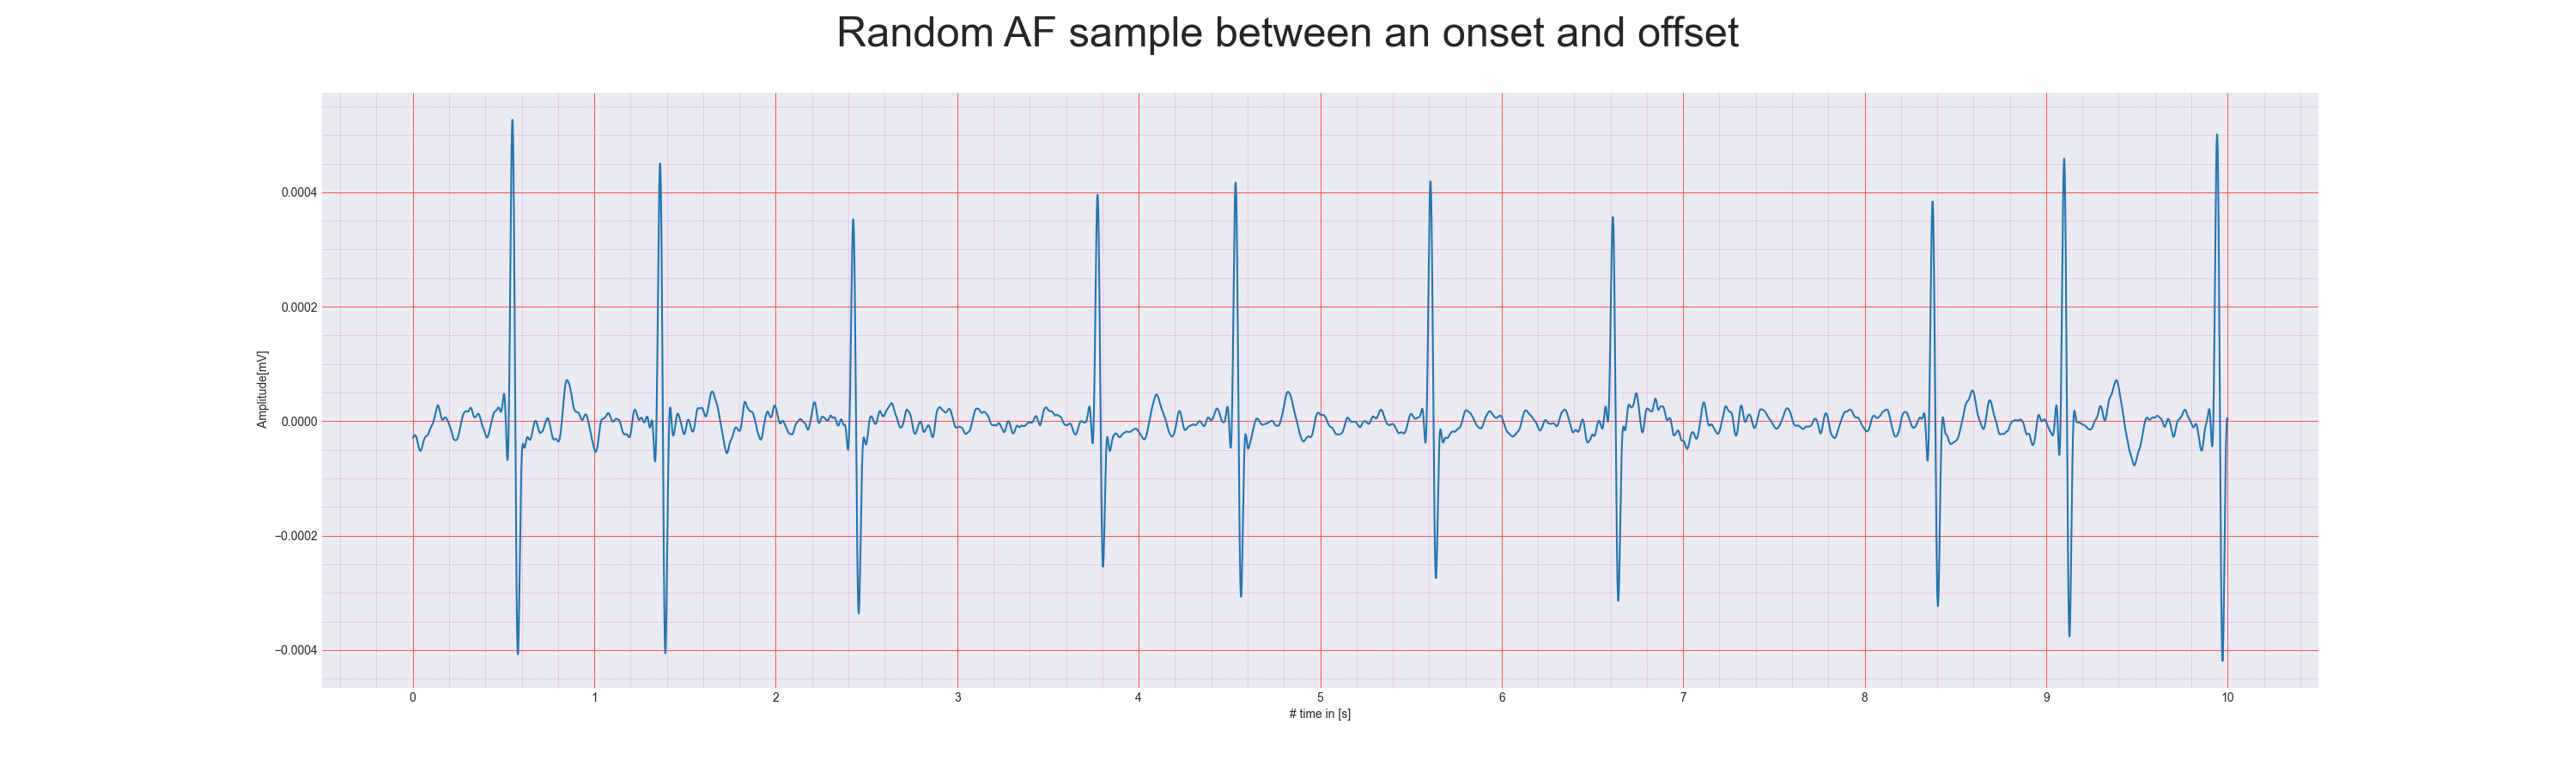 Random AF sample between an onset and offset
Amplitude[mV]
0.0004
0.0002
0.0000
−0.0002
−0.0004
0 1 2 3 4 5 6 7 8 9 10
# time in [s]